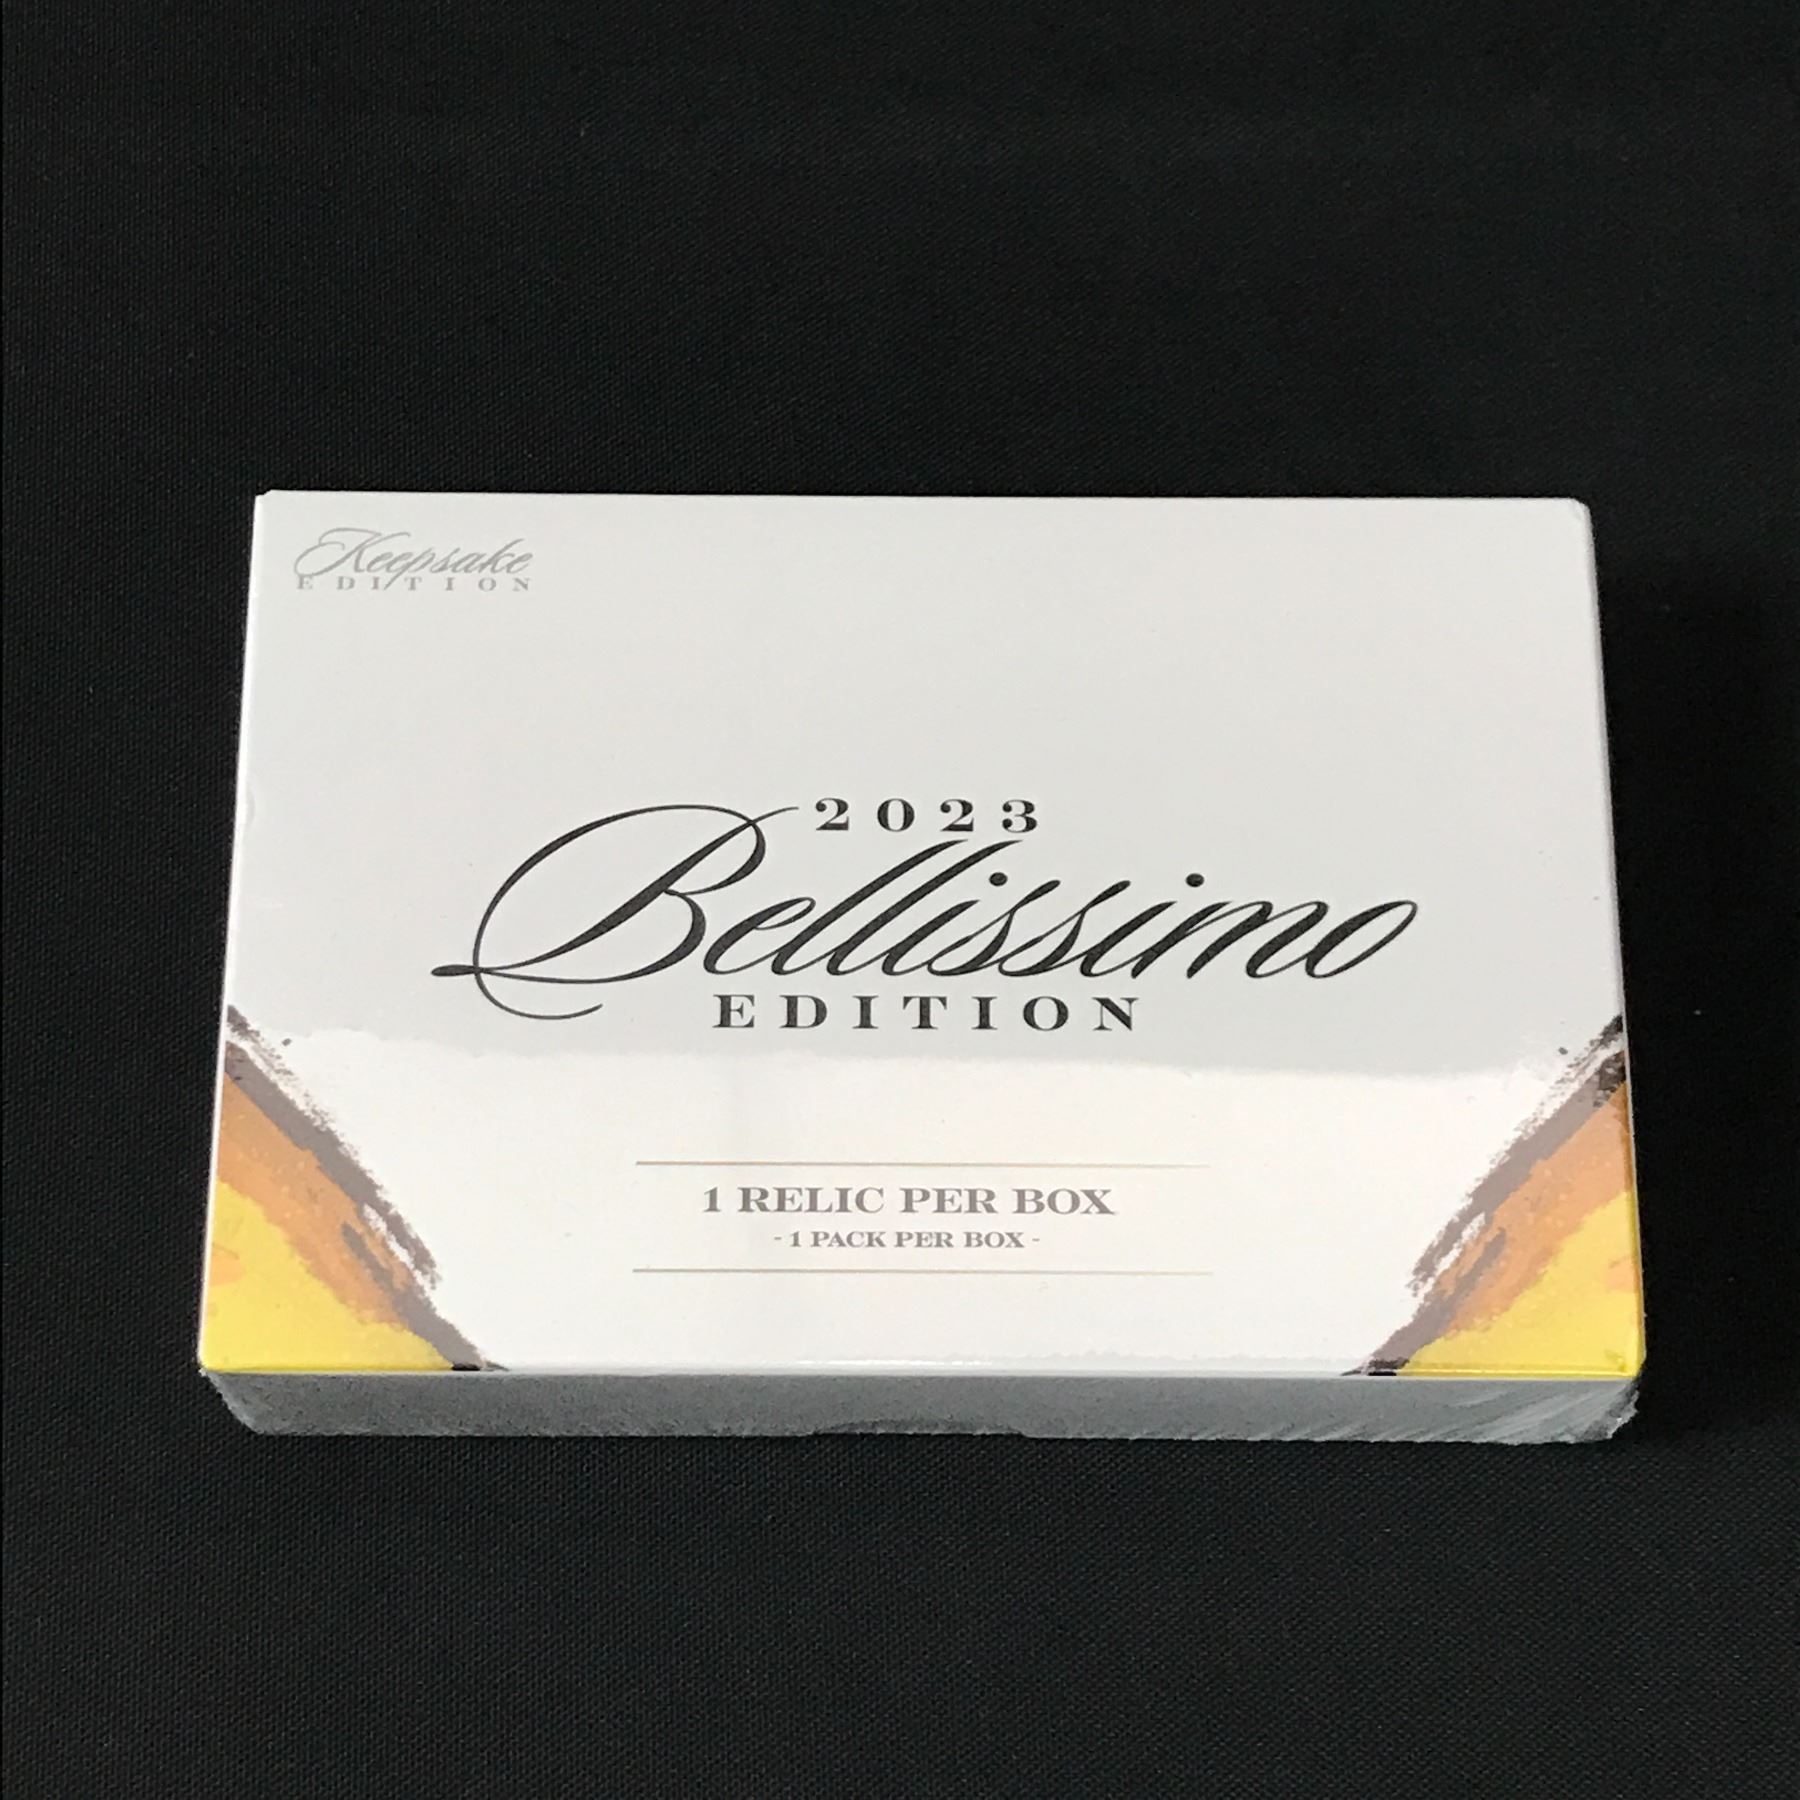 Keepsake
EDITION
2023
Bellissimo
EDITION
1 RELIC PER BOX
- 1 PACK PER BOX -